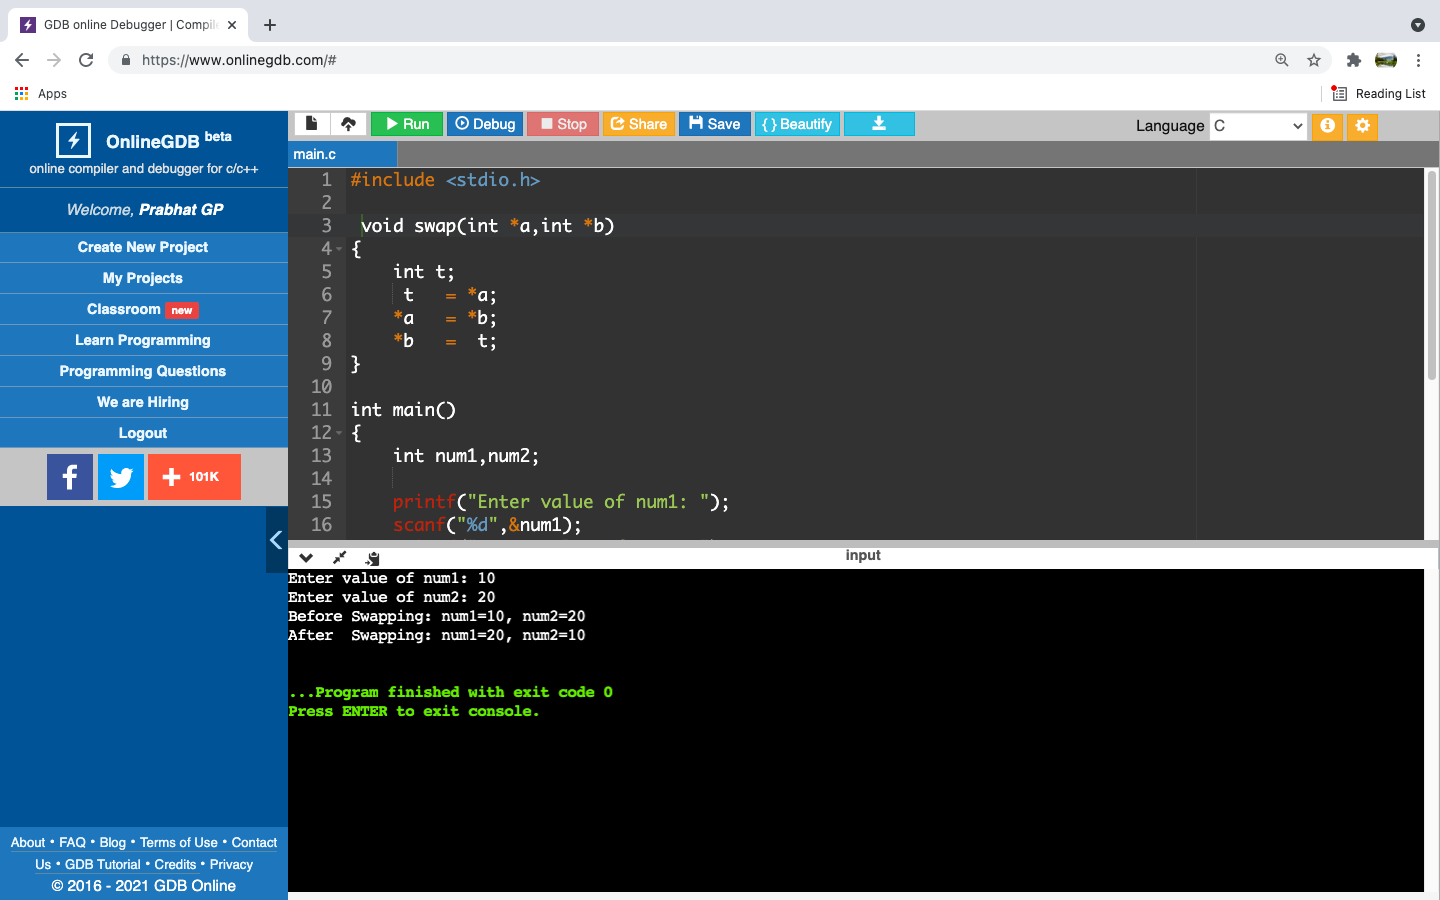 GDB online Debugger | Compil
https://www.onlinegdb.com/#
Apps
Reading List
OnlineGDB beta
online compiler and debugger for c/c++
Welcome, Prabhat GP
Create New Project
My Projects
Classroom new
Learn Programming
Programming Questions
We are Hiring
Logout
101K
About • FAQ • Blog • Terms of Use • Contact
Us • GDB Tutorial • Credits • Privacy
© 2016 - 2021 GDB Online
Run Debug Stop Share Save { } Beautify
Language C
main.c
1 #include <stdio.h>
2
3 void swap(int *a,int *b)
4 {
5 int t;
6 t = *a;
7 *a = *b;
8 *b = t;
9 }
10
11 int main()
12 {
13 int num1,num2;
14
15 printf("Enter value of num1: ");
16 scanf("%d",&num1);
input
Enter value of num1: 10
Enter value of num2: 20
Before Swapping: num1=10, num2=20
After  Swapping: num1=20, num2=10
...Program finished with exit code 0
Press ENTER to exit console.